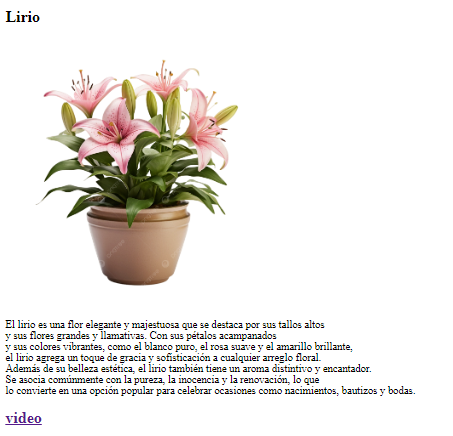 Lirio
El lirio es una flor elegante y majestuosa que se destaca por sus tallos altos
y sus flores grandes y llamativas. Con sus pétalos acampanados
y sus colores vibrantes, como el blanco puro, el rosa suave y el amarillo brillante,
el lirio agrega un toque de gracia y sofisticación a cualquier arreglo floral.
Además de su belleza estética, el lirio también tiene un aroma distintivo y encantador.
Se asocia comúnmente con la pureza, la inocencia y la renovación, lo que
lo convierte en una opción popular para celebrar ocasiones como nacimientos, bautizos y bodas.
video